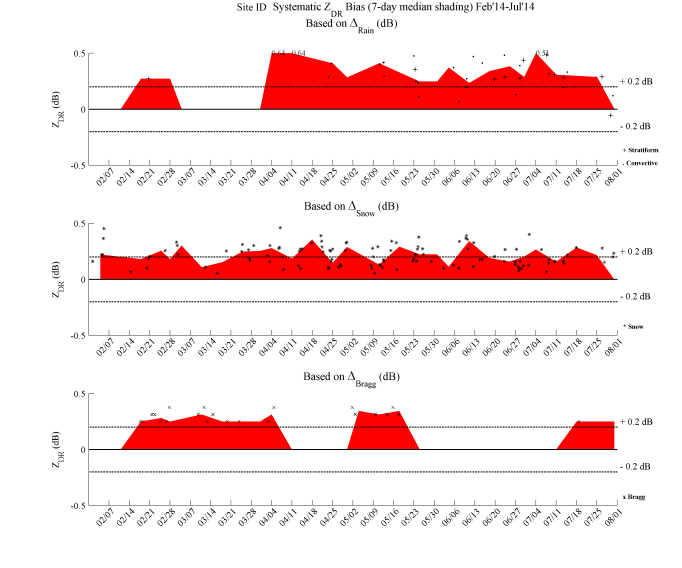 Site ID Systematic Z_DR Bias (7-day median shading) Feb'14-Jul'14
Based on Δ_Rain (dB)
0.64 0.64 0.51
0.5
+ 0.2 dB
Z_DR (dB)
0
- 0.2 dB
+ Stratiform
. Convective
-0.5
02/07 02/14 02/21 02/28 03/07 03/14 03/21 03/28 04/04 04/11 04/18 04/25 05/02 05/09 05/16 05/23 05/30 06/06 06/13 06/20 06/27 07/04 07/11 07/18 07/25 08/01
Based on Δ_Snow (dB)
0.5
+ 0.2 dB
Z_DR (dB)
0
- 0.2 dB
* Snow
-0.5
02/07 02/14 02/21 02/28 03/07 03/14 03/21 03/28 04/04 04/11 04/18 04/25 05/02 05/09 05/16 05/23 05/30 06/06 06/13 06/20 06/27 07/04 07/11 07/18 07/25 08/01
Based on Δ_Bragg (dB)
0.5
+ 0.2 dB
Z_DR (dB)
0
- 0.2 dB
x Bragg
-0.5
02/07 02/14 02/21 02/28 03/07 03/14 03/21 03/28 04/04 04/11 04/18 04/25 05/02 05/09 05/16 05/23 05/30 06/06 06/13 06/20 06/27 07/04 07/11 07/18 07/25 08/01